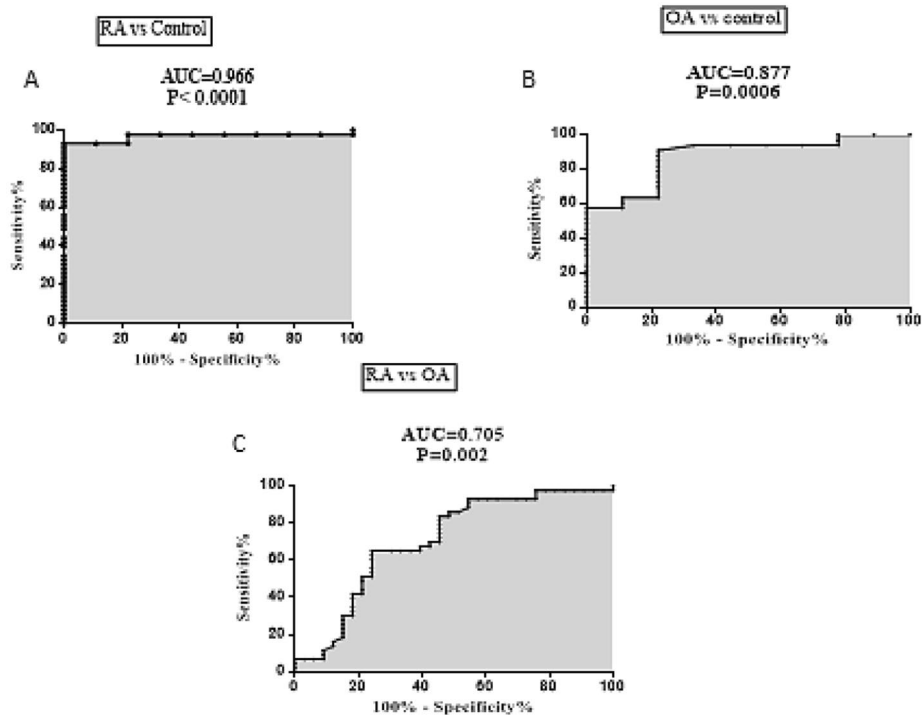 RA vs Control
A
AUC=0.966
P< 0.0001
Sensitivity%
100
80
60
40
20
0
0 20 40 60 80 100
100% - Specificity%
OA vs control
B
AUC=0.877
P=0.0006
Sensitivity%
100
80
60
40
20
0
0 20 40 60 80 100
100% - Specificity%
RA vs OA
C
AUC=0.705
P=0.002
Sensitivity%
100
80
60
40
20
0
0 20 40 60 80 100
100% - Specificity%